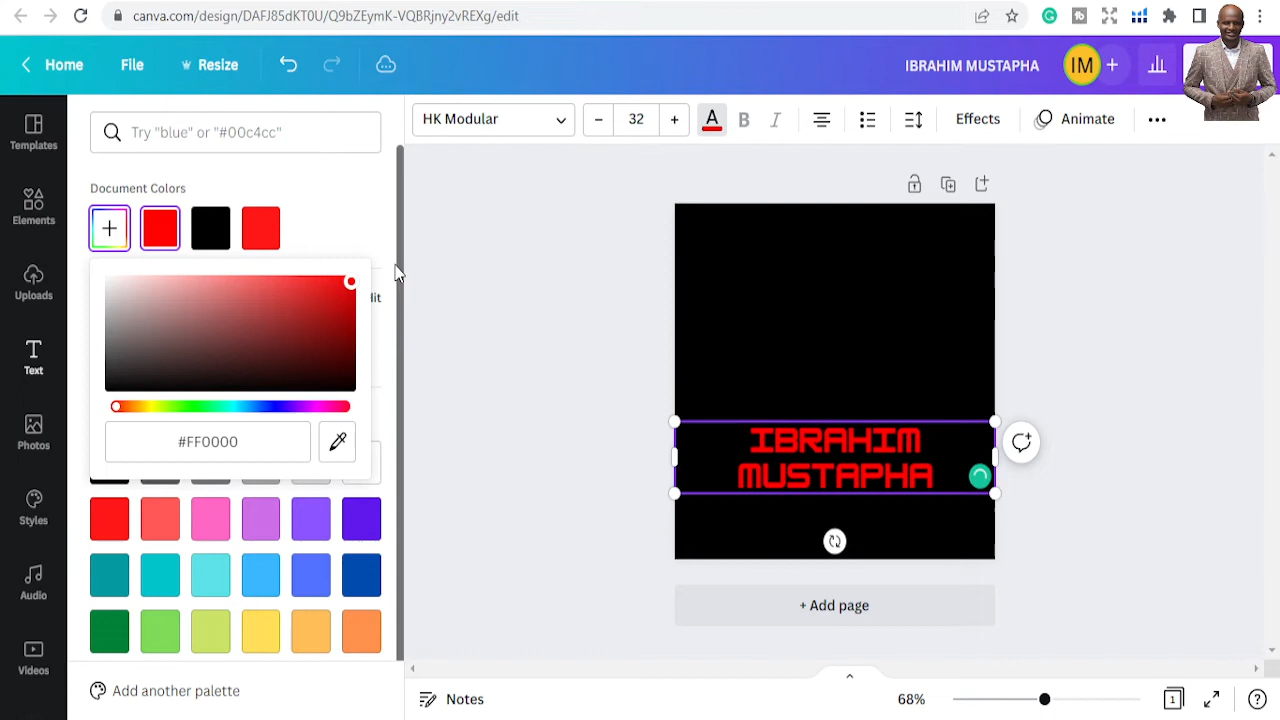 canva.com/design/DAFJ85dKT0U/Q9bZEymK-VQBRjny2vREXg/edit
Home File Resize IBRAHIM MUSTAPHA IM
Templates
Elements
Uploads
Text
Photos
Styles
Audio
Videos
Try "blue" or "#00c4cc"
Document Colors
dit
#FF0000
Add another palette
HK Modular 32 A B I Effects Animate
IBRAHIM
MUSTAPHA
+ Add page
Notes 68% 1 ?